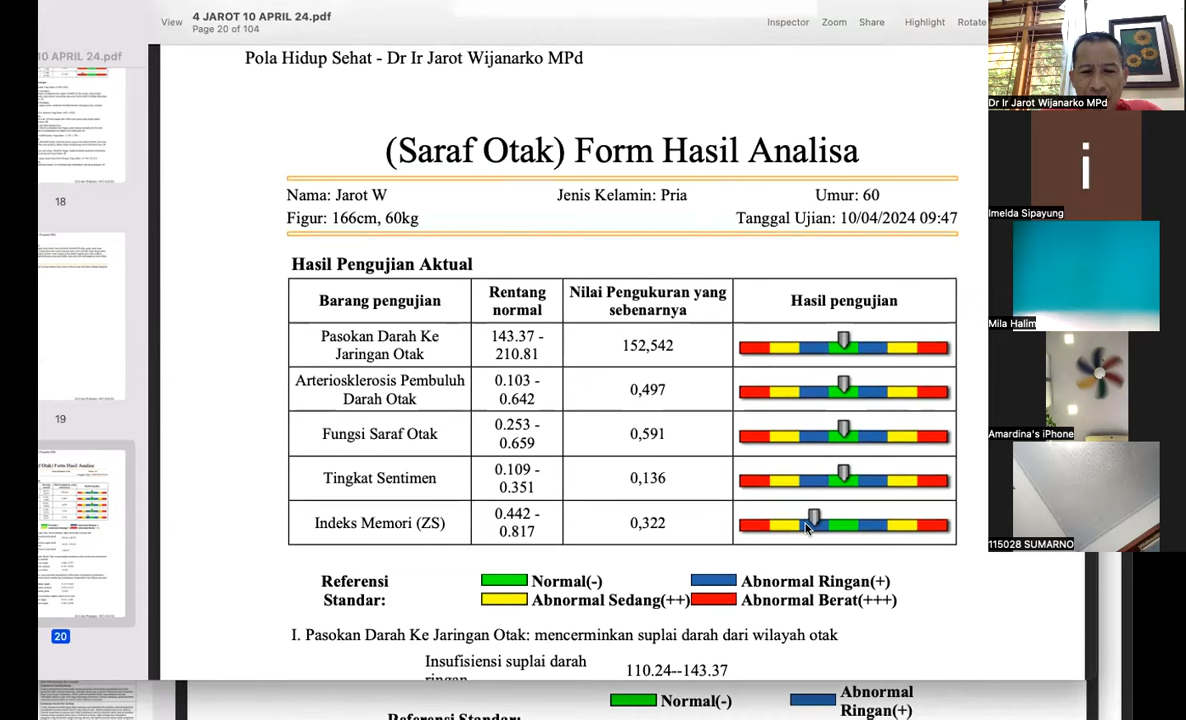 View
4 JAROT 10 APRIL 24.pdf
Page 20 of 104
Inspector Zoom Share Highlight Rotate
10 APRIL 24.pdf
Pola Hidup Sehat - Dr Ir Jarot Wijanarko MPd
(Saraf Otak) Form Hasil Analisa
Nama: Jarot W Jenis Kelamin: Pria Umur: 60
Figur: 166cm, 60kg Tanggal Ujian: 10/04/2024 09:47
Hasil Pengujian Aktual
Barang pengujian
Rentang
normal
Nilai Pengukuran yang
sebenarnya
Hasil pengujian
Pasokan Darah Ke
Jaringan Otak
143.37 -
210.81
152,542
Arteriosklerosis Pembuluh
Darah Otak
0.103 -
0.642
0,497
Fungsi Saraf Otak
0.253 -
0.659
0,591
Tingkat Sentimen
0.109 -
0.351
0,136
Indeks Memori (ZS)
0.442 -
0.817
0,322
Referensi
Standar:
Normal(-)
Abnormal Ringan(+)
Abnormal Sedang(++)
Abnormal Berat(+++)
I. Pasokan Darah Ke Jaringan Otak: mencerminkan suplai darah dari wilayah otak
Insufisiensi suplai darah
ringan
110.24--143.37
Referensi Standar:
Normal(-)
Abnormal
Ringan(+)
18
19
20
Dr Ir Jarot Wijanarko MPd
i
Imelda Sipayung
Mila Halim
Amardina's iPhone
115028 SUMARNO